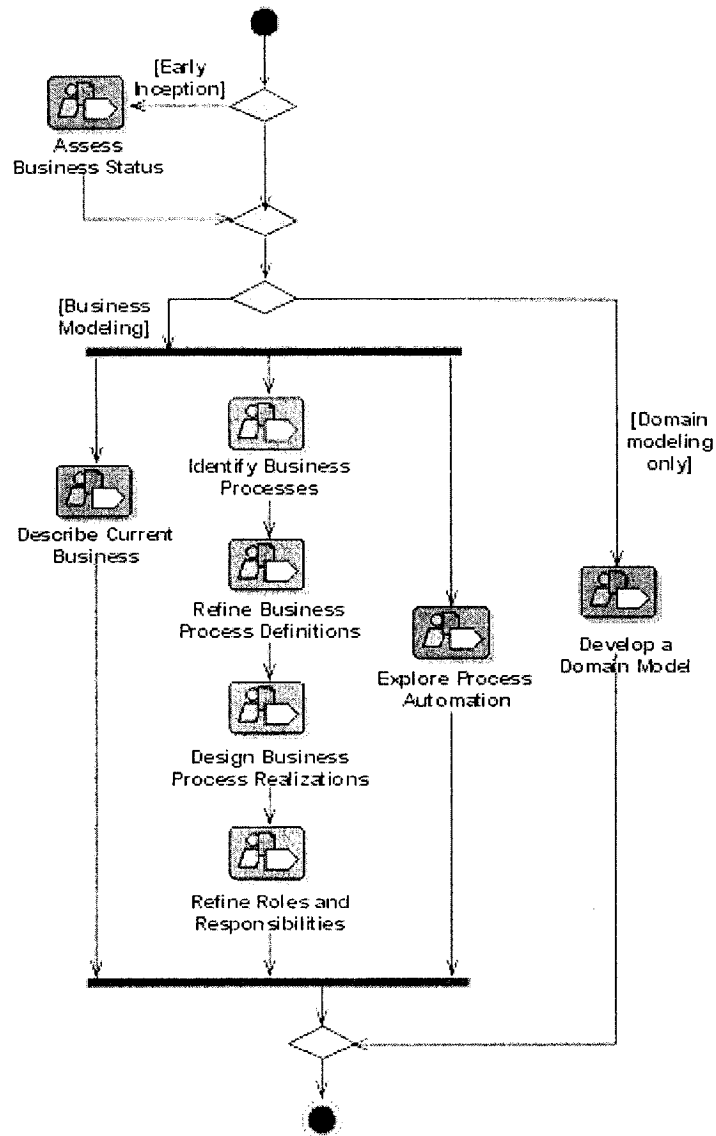 [Early
Inception]
Assess
Business Status
[Business
Modeling]
[Domain
modeling
only]
Identify Business
Processes
Describe Current
Business
Refine Business
Process Definitions
Explore Process
Automation
Develop a
Domain Model
Design Business
Process Realizations
Refine Roles and
Responsibilities